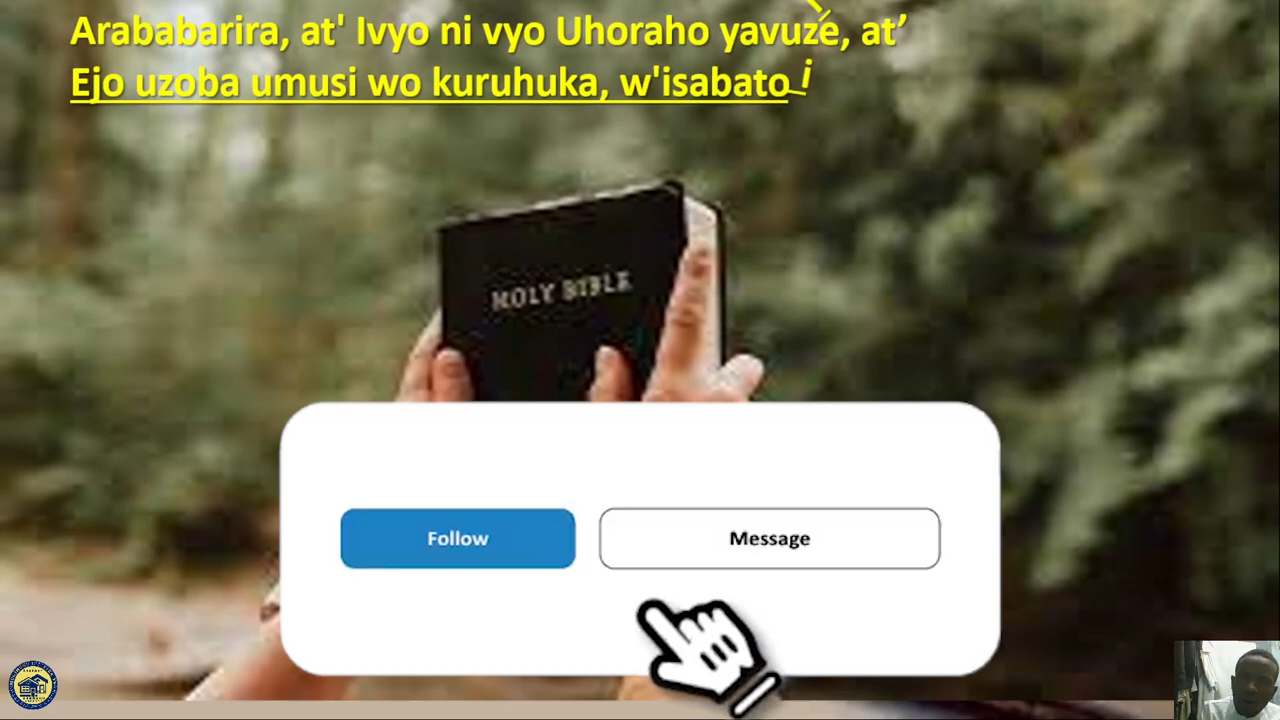 Arababarira, at' Ivyo ni vyo Uhoraho yavuze, at’
Ejo uzoba umusi wo kuruhuka, w'isabato i
HOLY BIBLE
Follow
Message